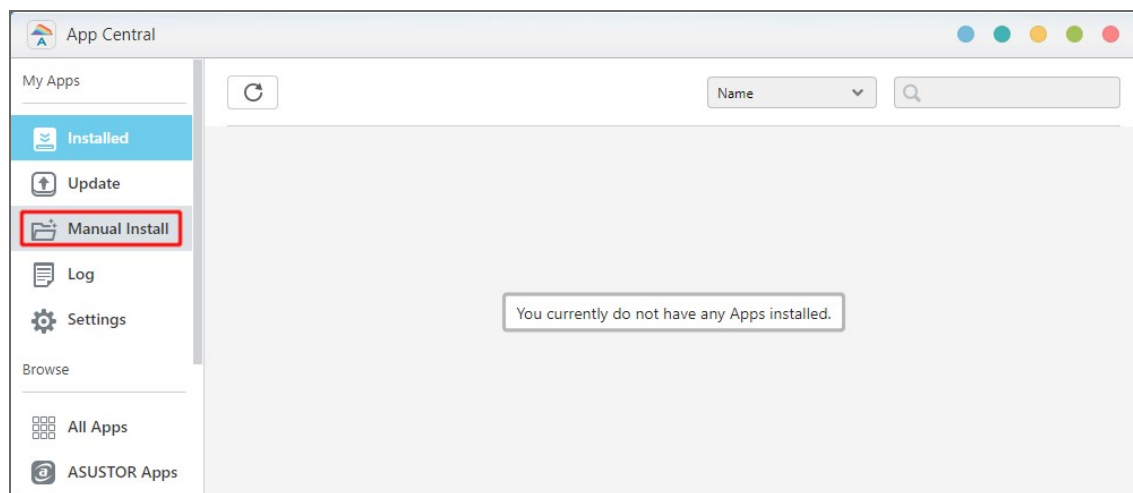 App Central
My Apps
Name
Installed
Update
Manual Install
Log
You currently do not have any Apps installed.
Settings
Browse
All Apps
ASUSTOR Apps